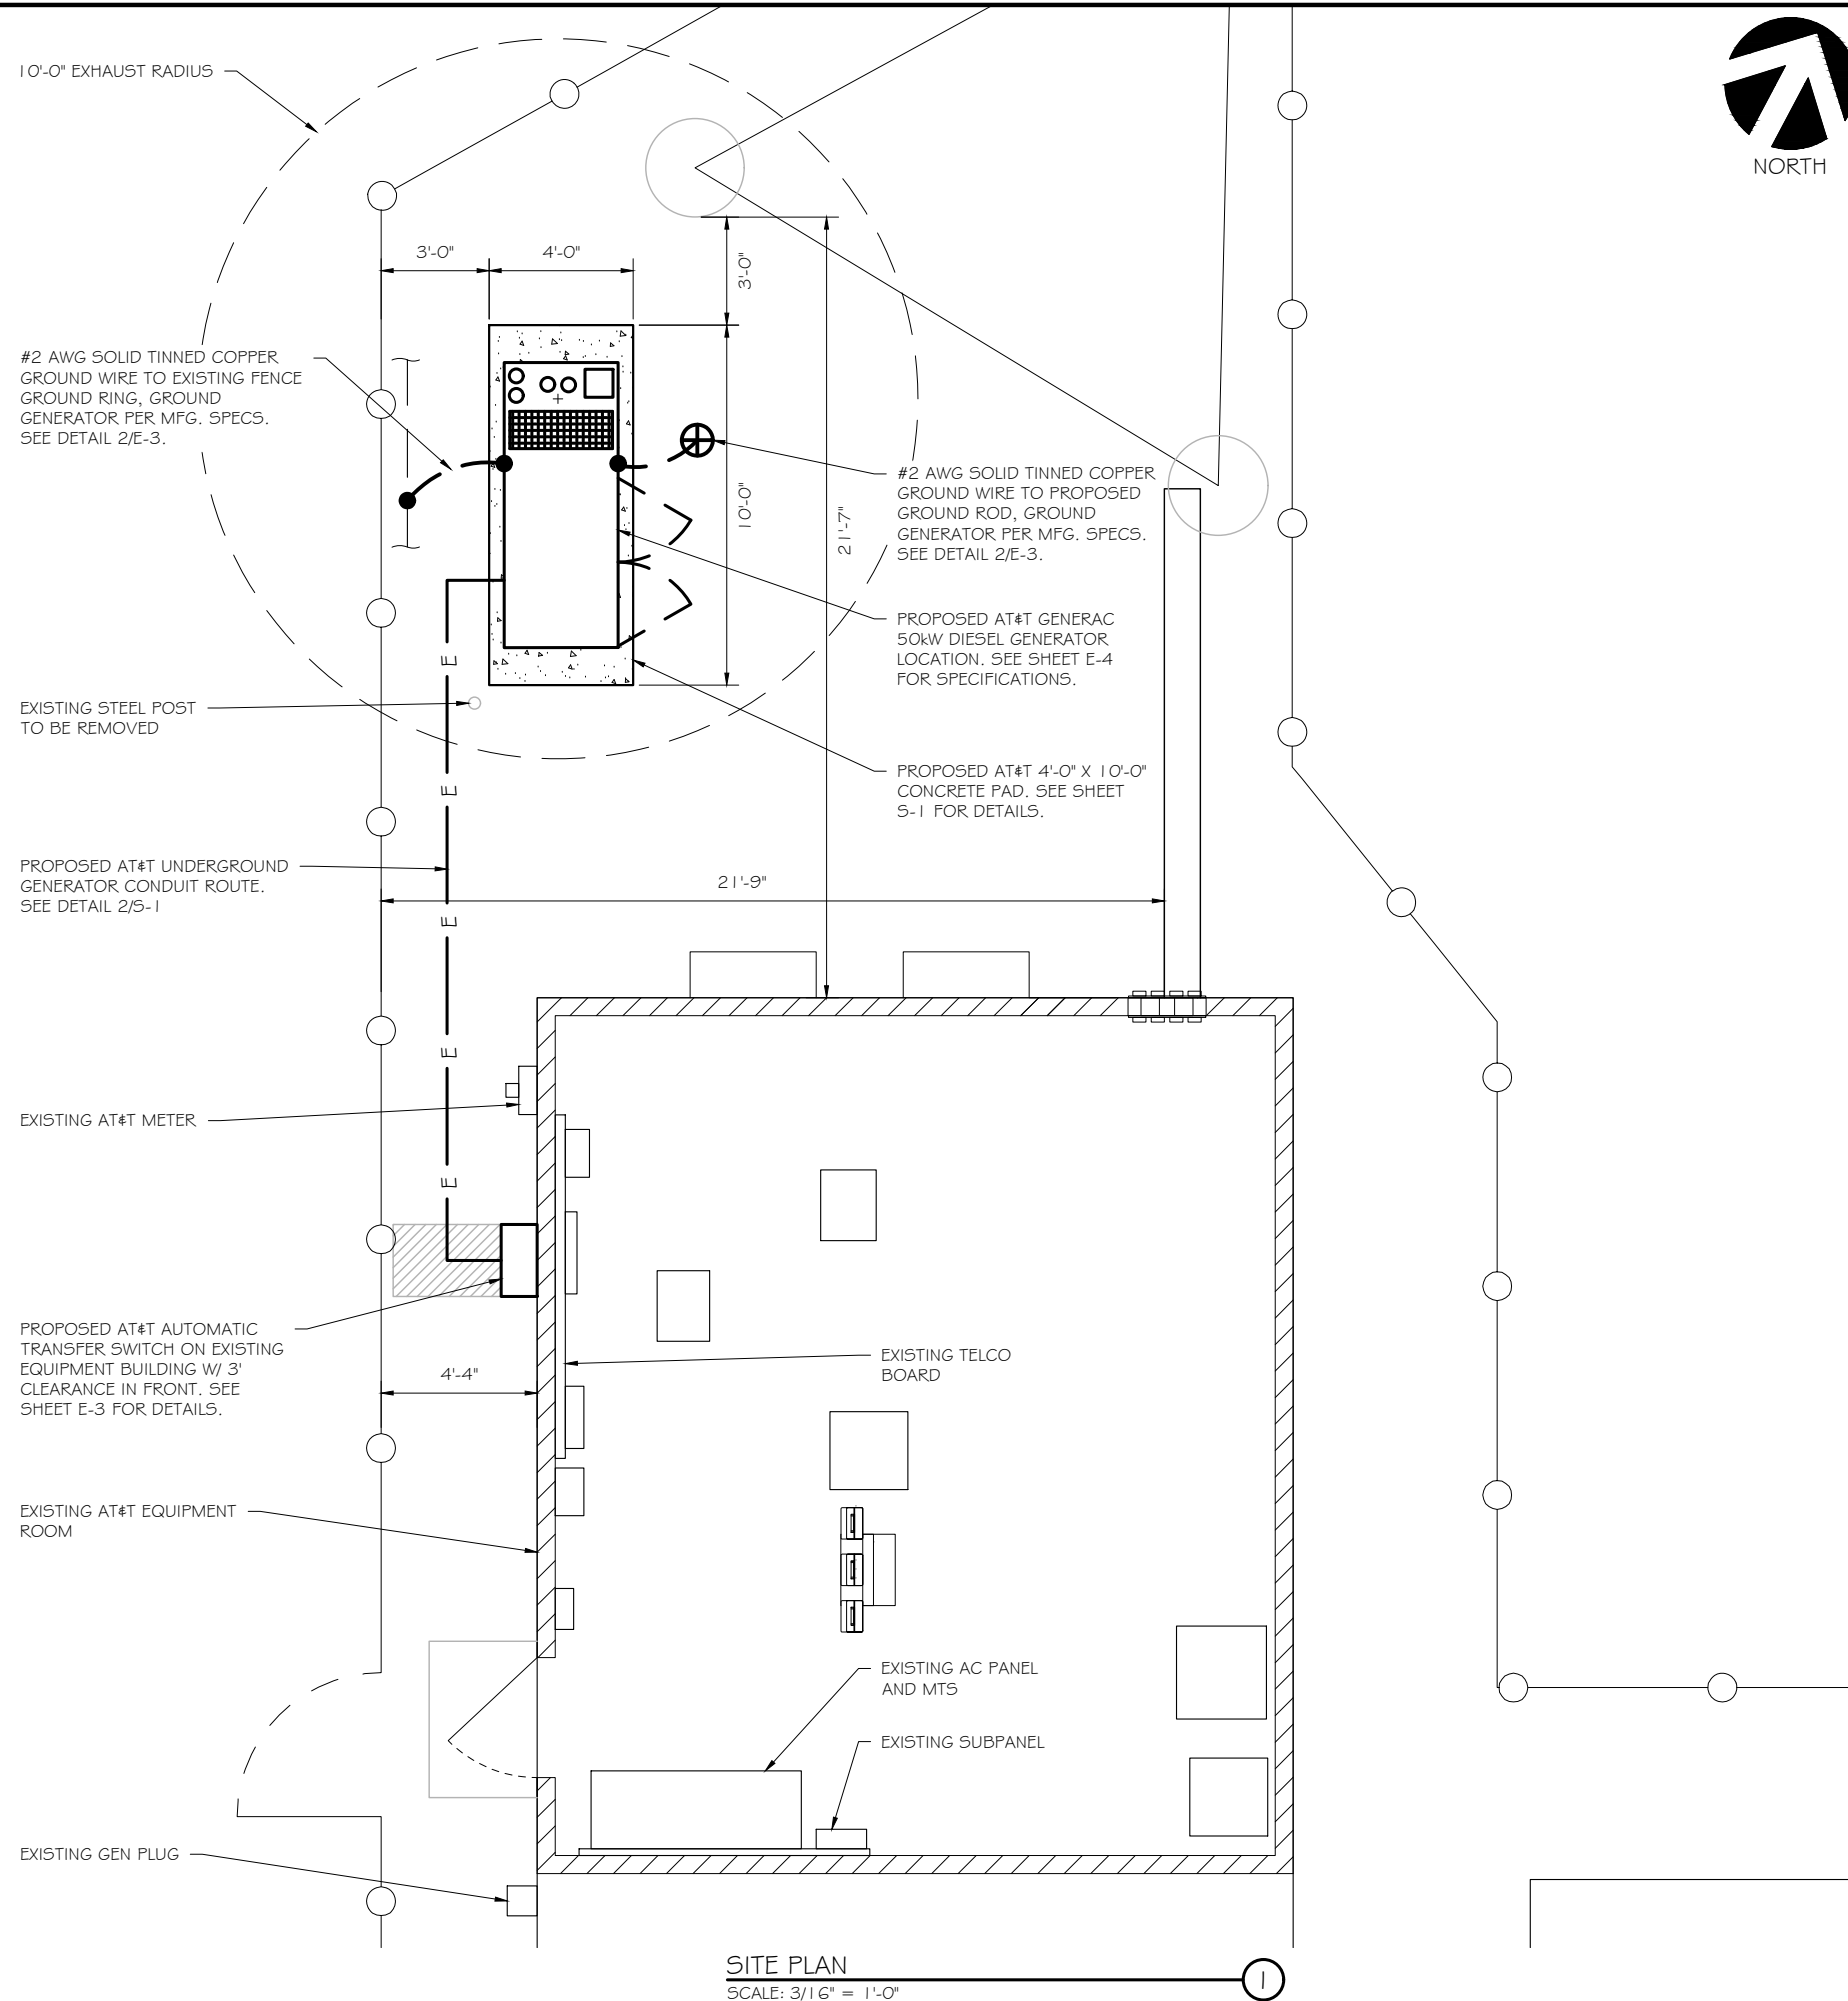 10'-0" EXHAUST RADIUS
NORTH
3'-0"
4'-0"
3'-0"
#2 AWG SOLID TINNED COPPER
GROUND WIRE TO EXISTING FENCE
GROUND RING, GROUND
GENERATOR PER MFG. SPECS.
SEE DETAIL 2/E-3.
10'-0"
21'-7"
#2 AWG SOLID TINNED COPPER
GROUND WIRE TO PROPOSED
GROUND ROD, GROUND
GENERATOR PER MFG. SPECS.
SEE DETAIL 2/E-3.
PROPOSED AT&T GENERAC
50kW DIESEL GENERATOR
LOCATION. SEE SHEET E-4
FOR SPECIFICATIONS.
E
EXISTING STEEL POST
TO BE REMOVED
PROPOSED AT&T 4'-0" X 10'-0"
CONCRETE PAD. SEE SHEET
S-1 FOR DETAILS.
E
PROPOSED AT&T UNDERGROUND
GENERATOR CONDUIT ROUTE.
SEE DETAIL 2/S-1
21'-9"
E
E
EXISTING AT&T METER
E
PROPOSED AT&T AUTOMATIC
TRANSFER SWITCH ON EXISTING
EQUIPMENT BUILDING W/ 3'
CLEARANCE IN FRONT. SEE
SHEET E-3 FOR DETAILS.
4'-4"
EXISTING TELCO
BOARD
EXISTING AT&T EQUIPMENT
ROOM
EXISTING AC PANEL
AND MTS
EXISTING SUBPANEL
EXISTING GEN PLUG
SITE PLAN
SCALE: 3/16" = 1'-0"
1